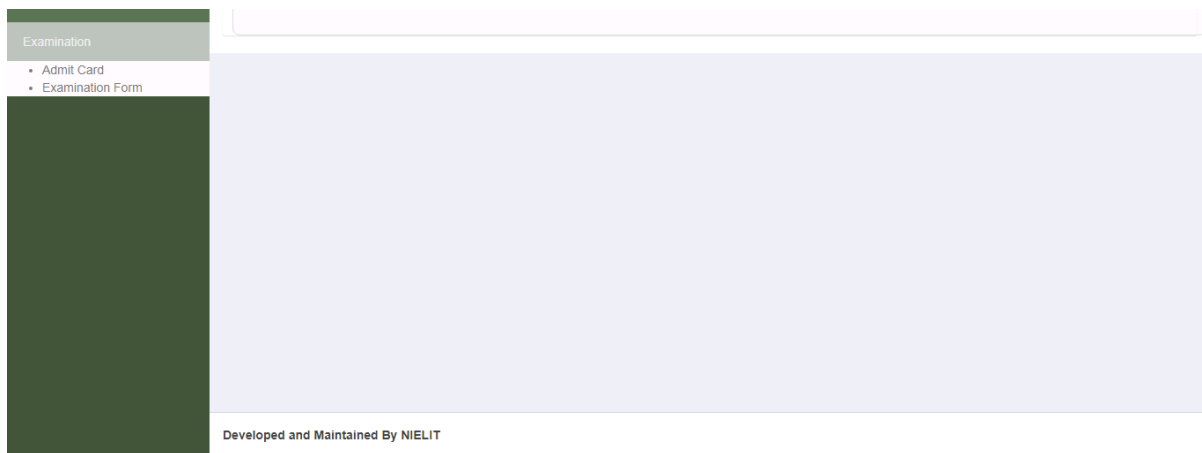 Examination
Admit Card
Examination Form
Developed and Maintained By NIELIT